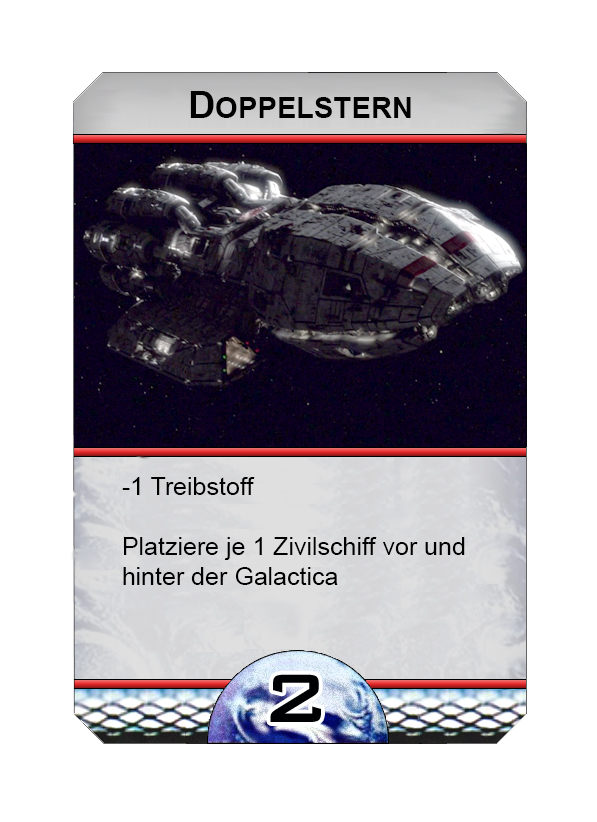 DOPPELSTERN
-1 Treibstoff
Platziere je 1 Zivilschiff vor und
hinter der Galactica
2